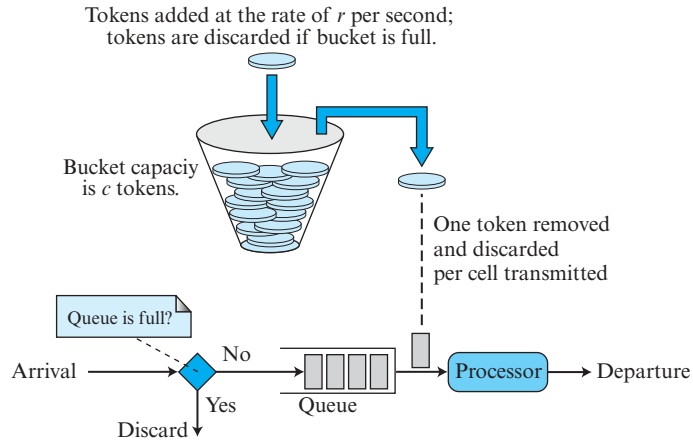 Tokens added at the rate of r per second;
tokens are discarded if bucket is full.
Bucket capaciy
is c tokens.
One token removed
and discarded
per cell transmitted
Queue is full?
No
Arrival
Processor
Departure
Yes
Queue
Discard